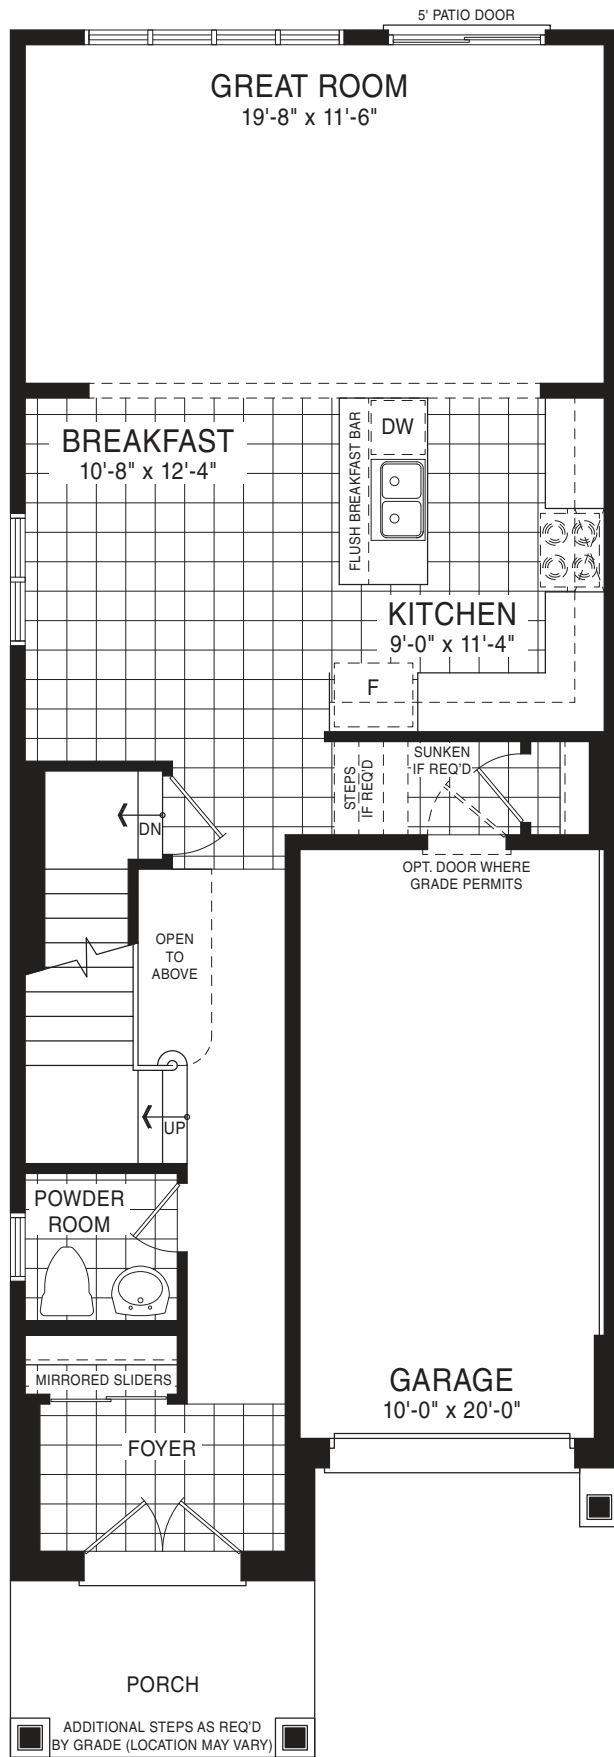 5' PATIO DOOR
GREAT ROOM
19'-8" x 11'-6"
BREAKFAST
10'-8" x 12'-4"
FLUSH BREAKFAST BAR
DW
KITCHEN
9'-0" x 11'-4"
F
STEPS
IF REQ'D
SUNKEN
IF REQ'D
DN
OPT. DOOR WHERE
GRADE PERMITS
OPEN
TO
ABOVE
UP
POWDER
ROOM
MIRRORED SLIDERS
GARAGE
10'-0" x 20'-0"
FOYER
PORCH
ADDITIONAL STEPS AS REQ'D
BY GRADE (LOCATION MAY VARY)